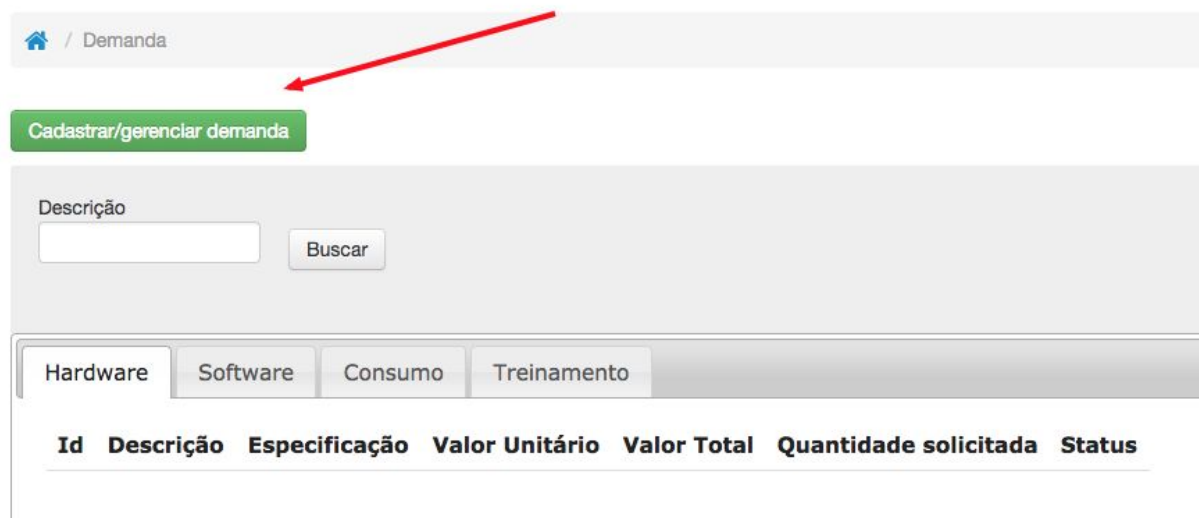 / Demanda
Cadastrar/gerenciar demanda
Descrição
Buscar
Hardware Software Consumo Treinamento
Id Descrição Especificação Valor Unitário Valor Total Quantidade solicitada Status